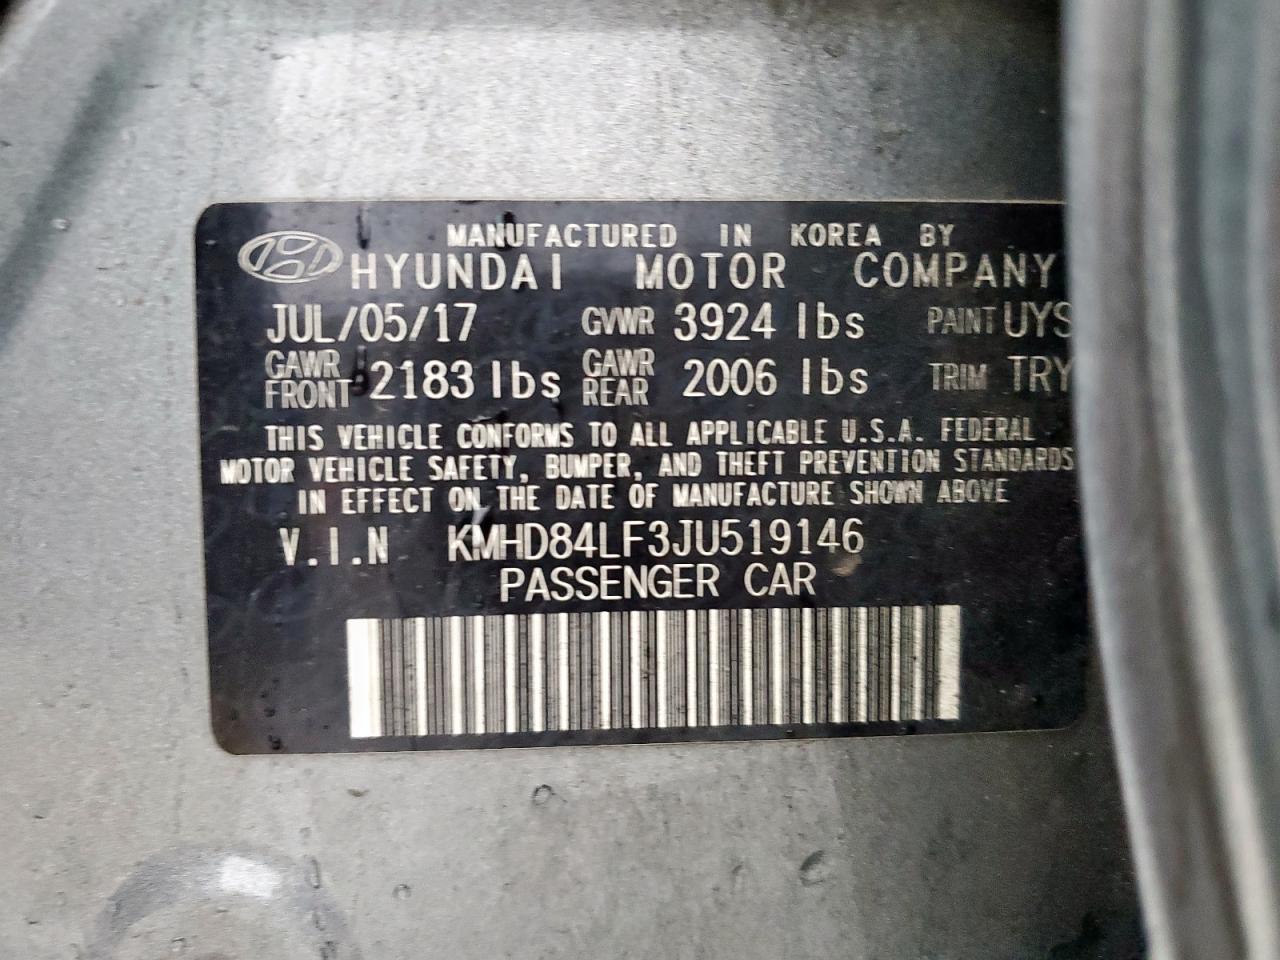 MANUFACTURED IN KOREA BY
HYUNDAI MOTOR COMPANY
JUL/05/17 GVWR 3924 lbs PAINT UYS
GAWR FRONT 2183 lbs GAWR REAR 2006 lbs TRIM TRY
THIS VEHICLE CONFORMS TO ALL APPLICABLE U.S.A. FEDERAL
MOTOR VEHICLE SAFETY, BUMPER, AND THEFT PREVENTION STANDARDS
IN EFFECT ON THE DATE OF MANUFACTURE SHOWN ABOVE
V.I.N KMHD84LF3JU519146
PASSENGER CAR